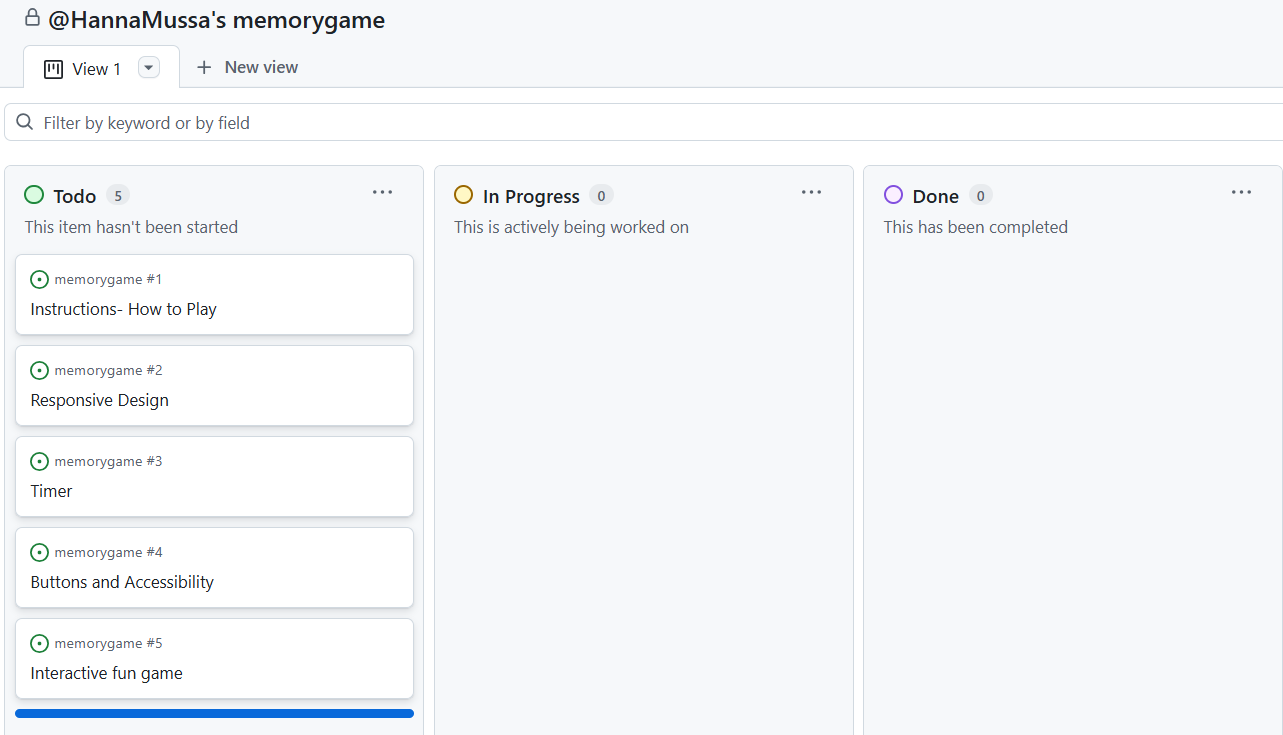 @HannaMussa's memorygame
View 1
New view
Filter by keyword or by field
Todo 5
This item hasn't been started
memorygame #1
Instructions- How to Play
memorygame #2
Responsive Design
memorygame #3
Timer
memorygame #4
Buttons and Accessibility
memorygame #5
Interactive fun game
In Progress 0
This is actively being worked on
Done 0
This has been completed